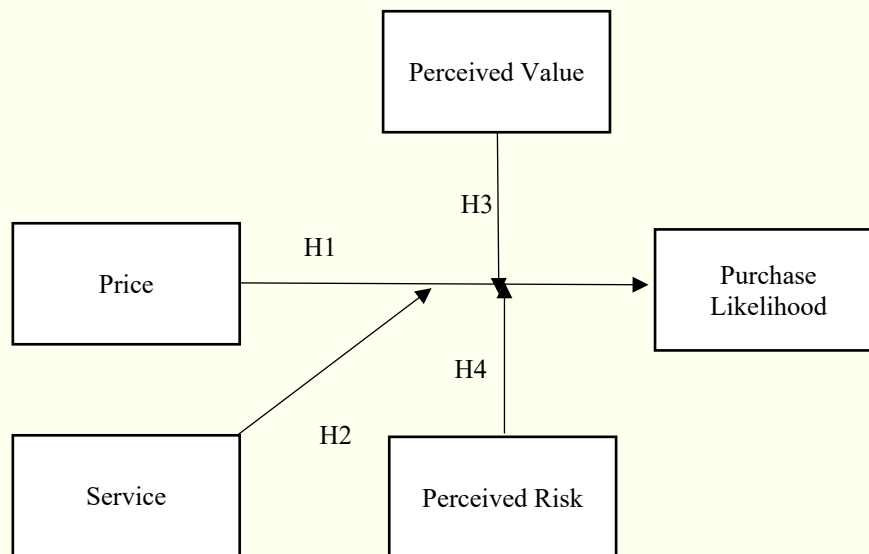 Perceived Value
H3
H1
Price
Purchase
Likelihood
H4
H2
Service
Perceived Risk